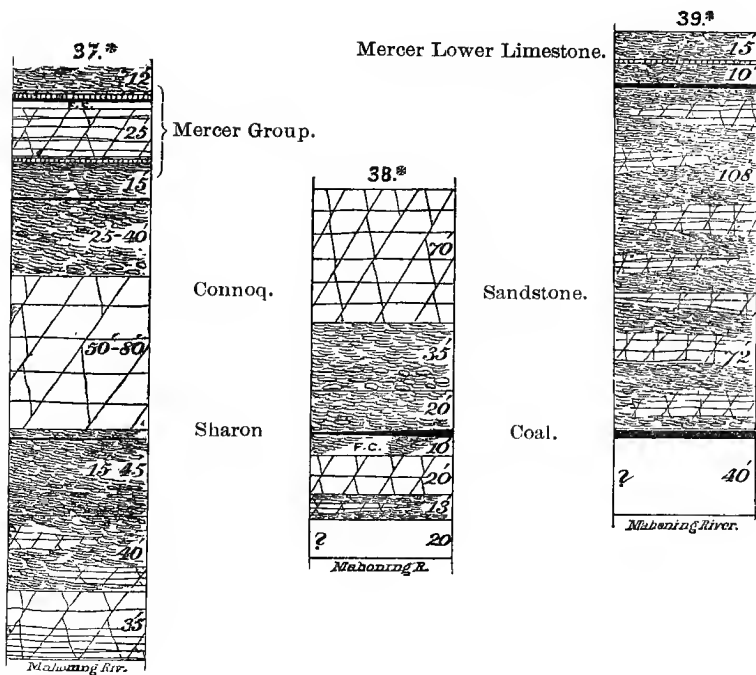 37.*
12
F.C.
25
Mercer Group.
15
25-40
50-80
15-45
40
35
Mahoning Riv.
Connoq.
Sharon
38.*
70
35
20
F.C.
10
20
13
? 20
Mahoning R.
Mercer Lower Limestone.
Sandstone.
Coal.
39.*
15
10
108
72
? 40
Mahoning River.